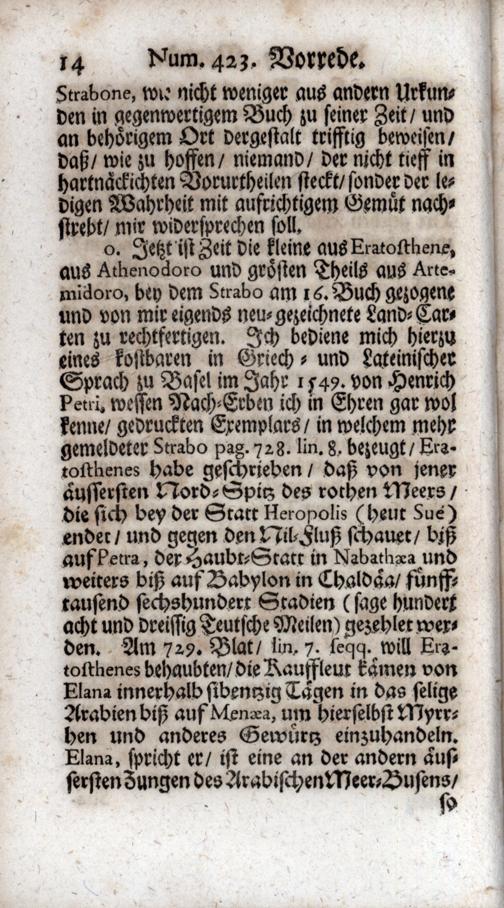 14 Num. 423. Vorrede.
Strabone, wie nicht weniger aus andern Urkun-
den in gegenwertigem Buch zu seiner Zeit / und
an behörigem Ort dergestalt trifftig beweisen /
daß / wie zu hoffen / niemand / der nicht tieff in
hartnäckichten Vorurtheilen steckt / sonder der le-
digen Wahrheit mit aufrichtigem Gemüt nach-
strebt / mir widersprechen soll.
0. Jetzt ist Zeit die kleine aus Eratosthene,
aus Athenodoro und grösten Theils aus Arte-
midoro, bey dem Strabo am 16. Buch gezogene
und von mir eigends neu-gezeichnete Land-Car-
ten zu rechtfertigen. Ich bediene mich hierzu
eines kostbaren in Griech- und Lateinischer
Sprach zu Basel im Jahr 1549. von Henrich
Petri, wessen Nach-Erben ich in Ehren gar wol
kenne / gedruckten Exemplars / in welchem mehr
gemeldeter Strabo pag. 728. lin. 8. bezeugt / Era-
tosthenes habe geschrieben / daß von jener
äussersten Nord-Spitz des rothen Meers /
die sich bey der Statt Heropolis (heut Sué)
endet / und gegen den Nil-Fluß schauet / biß
auf Petra, der Haubt-Statt in Nabathæa und
weiters biß auf Babylon in Chaldäa / fünff-
tausend sechshundert Stadien (sage hundert
acht und dreissig Teutsche Meilen) gezehlet wer-
den. Am 729. Blat / lin. 7. seqq. will Era-
tosthenes behaubten / die Kauffleut kämen von
Elana innerhalb sibentzig Tägen in das selige
Arabien biß auf Menæa, um hierselbst Myrr-
hen und anderes Gewürtz einzuhandeln.
Elana, spricht er / ist eine an der andern äus-
sersten Zungen des Arabischen Meer-Busens /
so